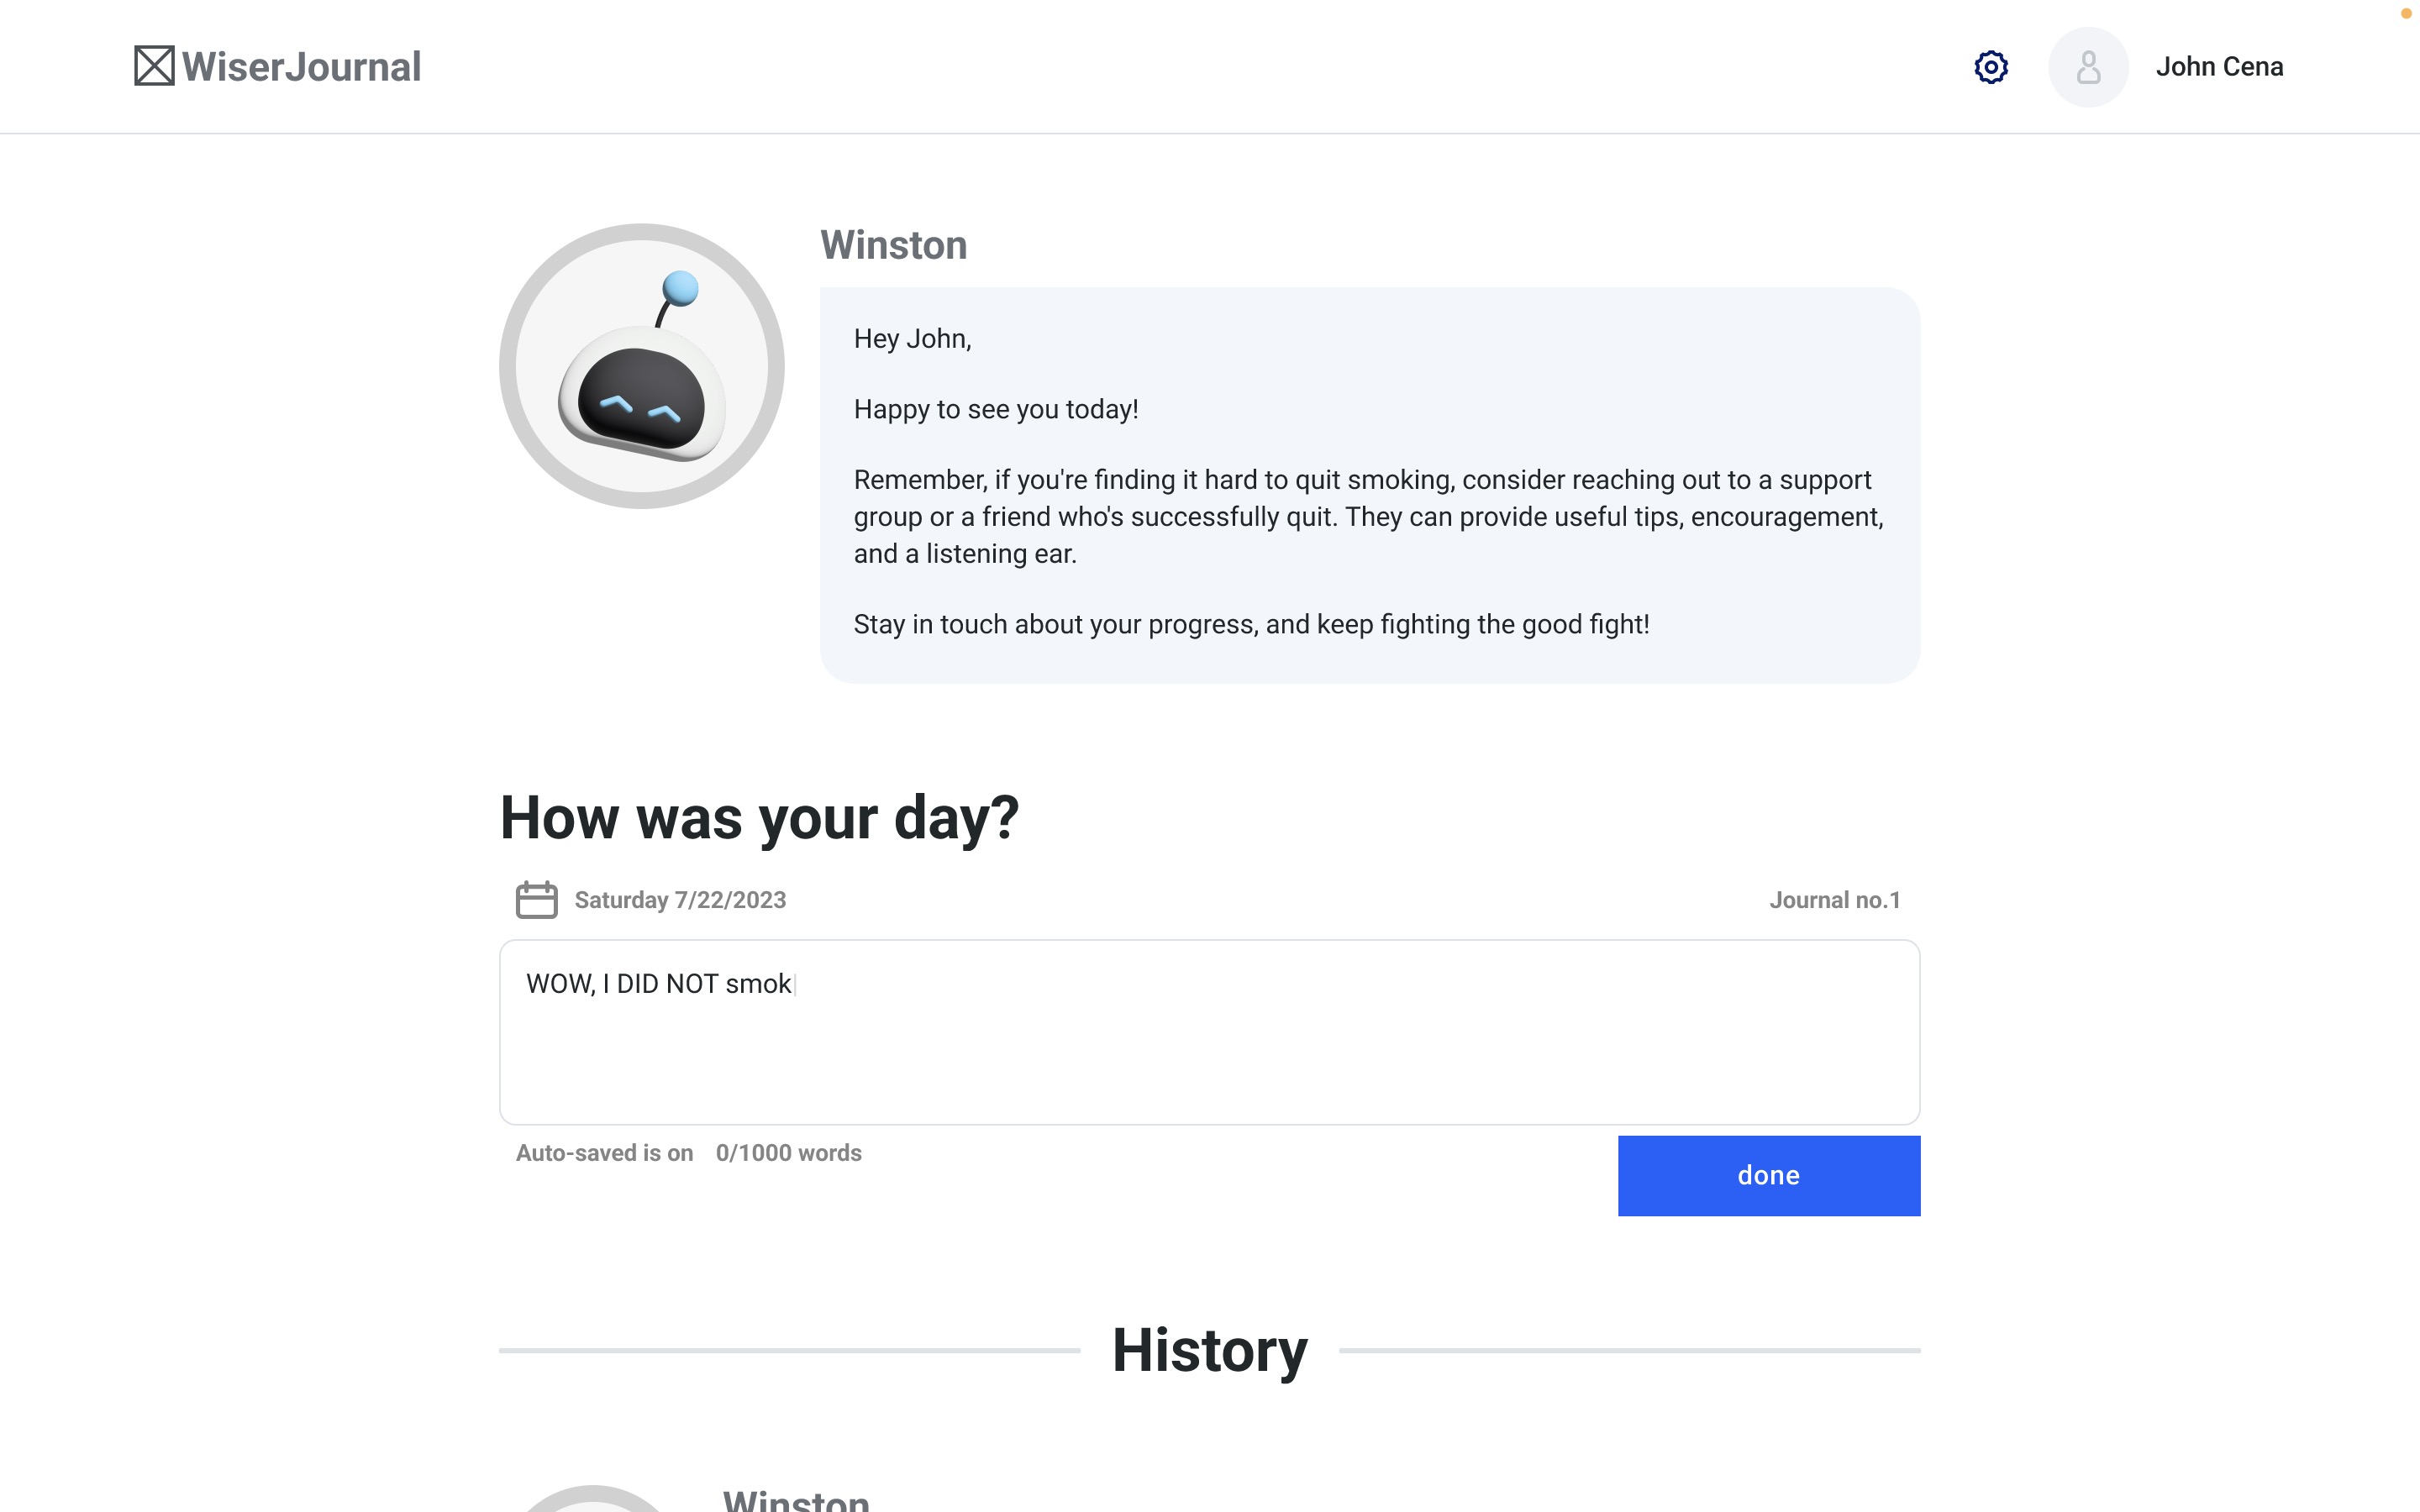 WiserJournal
John Cena
Winston
Hey John,
Happy to see you today!
Remember, if you're finding it hard to quit smoking, consider reaching out to a support
group or a friend who's successfully quit. They can provide useful tips, encouragement,
and a listening ear.
Stay in touch about your progress, and keep fighting the good fight!
How was your day?
Saturday 7/22/2023
Journal no.1
WOW, I DID NOT smok
Auto-saved is on 0/1000 words
done
History
Winston